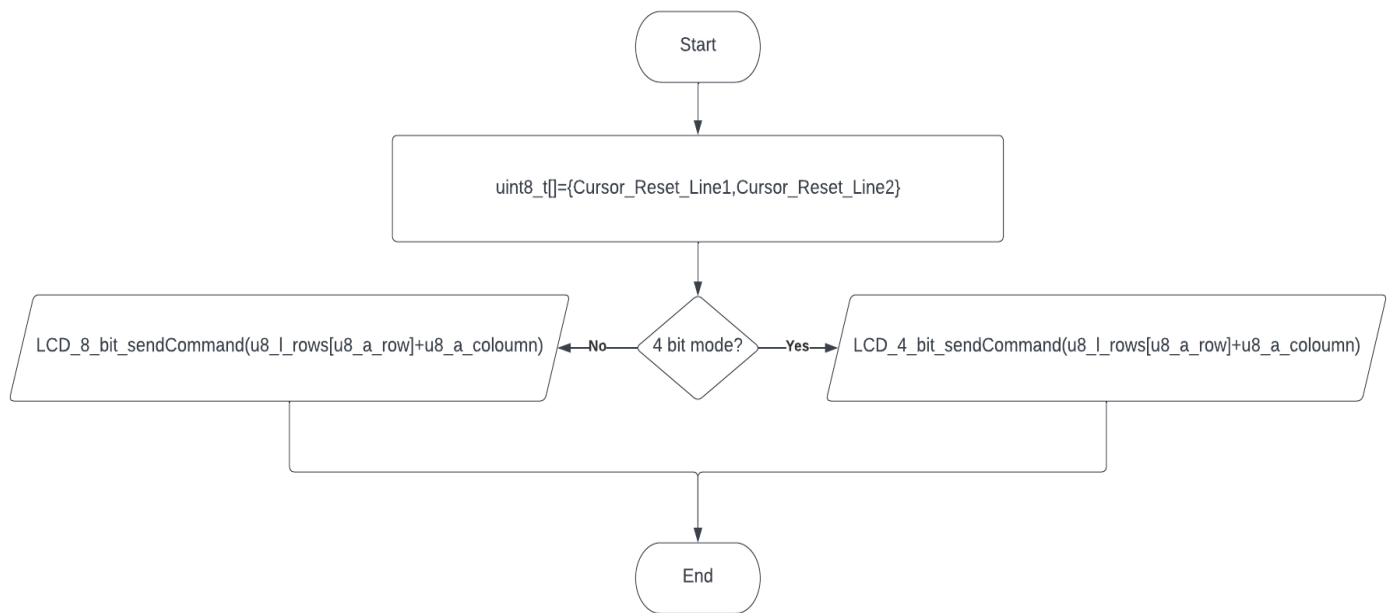 Start
uint8_t[]={Cursor_Reset_Line1,Cursor_Reset_Line2}
LCD_8_bit_sendCommand(u8_l_rows[u8_a_row]+u8_a_coloumn)
No
4 bit mode?
Yes
LCD_4_bit_sendCommand(u8_l_rows[u8_a_row]+u8_a_coloumn)
End